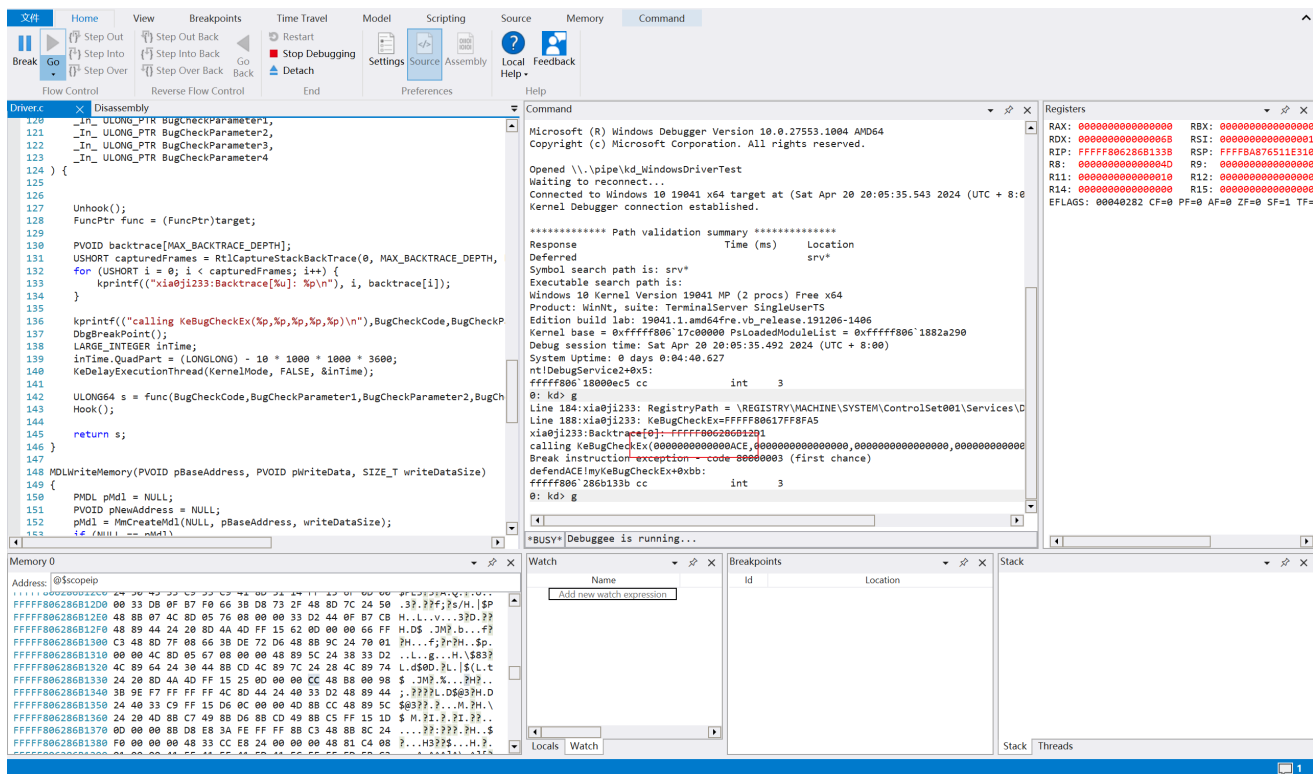 文件 Home View Breakpoints Time Travel Model Scripting Source Memory Command
Break
Go
Step Out
Step Into
Step Over
Flow Control
Step Out Back
Step Into Back
Step Over Back
Go Back
Reverse Flow Control
Restart
Stop Debugging
Detach
End
Settings Source Assembly
Preferences
Local Help
Feedback
Help
Driver.c Disassembly
120 _In_ ULONG_PTR BugCheckParameter1,
121 _In_ ULONG_PTR BugCheckParameter2,
122 _In_ ULONG_PTR BugCheckParameter3,
123 _In_ ULONG_PTR BugCheckParameter4
124 ) {
125
126
127 Unhook();
128 FuncPtr func = (FuncPtr)target;
129
130 PVOID backtrace[MAX_BACKTRACE_DEPTH];
131 USHORT capturedFrames = RtlCaptureStackBackTrace(0, MAX_BACKTRACE_DEPTH,
132 for (USHORT i = 0; i < capturedFrames; i++) {
133 kprintf(("xia0ji233:Backtrace[%u]: %p\n"), i, backtrace[i]);
134 }
135
136 kprintf(("calling KeBugCheckEx(%p,%p,%p,%p,%p)\n"),BugCheckCode,BugCheckP
137 DbgBreakPoint();
138 LARGE_INTEGER inTime;
139 inTime.QuadPart = (LONGLONG) - 10 * 1000 * 1000 * 3600;
140 KeDelayExecutionThread(KernelMode, FALSE, &inTime);
141
142 ULONG64 s = func(BugCheckCode,BugCheckParameter1,BugCheckParameter2,BugCh
143 Hook();
144
145 return s;
146 }
147
148 MDLWriteMemory(PVOID pBaseAddress, PVOID pWriteData, SIZE_T writeDataSize)
149 {
150 PMDL pMdl = NULL;
151 PVOID pNewAddress = NULL;
152 pMdl = MmCreateMdl(NULL, pBaseAddress, writeDataSize);
153 if (NULL == pMdl)
Command
Microsoft (R) Windows Debugger Version 10.0.27553.1004 AMD64
Copyright (c) Microsoft Corporation. All rights reserved.
Opened \\.\pipe\kd_WindowsDriverTest
Waiting to reconnect...
Connected to Windows 10 19041 x64 target at (Sat Apr 20 20:05:35.543 2024 (UTC + 8:0
Kernel Debugger connection established.
************* Path validation summary **************
Response Time (ms) Location
Deferred srv*
Symbol search path is: srv*
Executable search path is:
Windows 10 Kernel Version 19041 MP (2 procs) Free x64
Product: WinNt, suite: TerminalServer SingleUserTS
Edition build lab: 19041.1.amd64fre.vb_release.191206-1406
Kernel base = 0xfffff806`17c00000 PsLoadedModuleList = 0xfffff806`1882a290
Debug session time: Sat Apr 20 20:05:35.492 2024 (UTC + 8:00)
System Uptime: 0 days 0:04:40.627
nt!DebugService2+0x5:
fffff806`18000ec5 cc int 3
0: kd> g
Line 184:xia0ji233: RegistryPath = \REGISTRY\MACHINE\SYSTEM\ControlSet001\Services\D
Line 188:xia0ji233: KeBugCheckEx=FFFFF80617FF8FA5
xia0ji233:Backtrace[0]: FFFFF806286B12D1
calling KeBugCheckEx(0000000000000ACE,0000000000000000,0000000000000000,000000000000
Break instruction exception - code 80000003 (first chance)
defendACE!myKeBugCheckEx+0xbb:
fffff806`286b133b cc int 3
0: kd> g
*BUSY* Debuggee is running...
Registers
RAX: 0000000000000000 RBX: 000000000000000
RDX: 000000000000006B RSI: 0000000000000001
RIP: FFFFF806286B133B RSP: FFFFBA876511E310
R8: 000000000000004D R9: 000000000000000
R11: 0000000000000010 R12: 000000000000000
R14: 0000000000000000 R15: 000000000000000
EFLAGS: 00040282 CF=0 PF=0 AF=0 ZF=0 SF=1 TF=
Memory 0
Address: @$scopeip
FFFFF806286B12D0 00 33 DB 0F B7 F0 66 3B D8 73 2F 48 8D 7C 24 50 .3?.??f;?s/H.|$P
FFFFF806286B12E0 48 8B 07 4C 8D 05 76 08 00 00 33 D2 44 0F B7 CB H..L..v...3?D.??
FFFFF806286B12F0 48 89 44 24 20 8D 4A 4D FF 15 62 0D 00 00 66 FF H.D$ .JM?.b...f?
FFFFF806286B1300 C3 48 8D 7F 08 66 3B DE 72 D6 48 8B 9C 24 70 01 ?H...f;?r?H..$p.
FFFFF806286B1310 00 00 4C 8D 05 67 08 00 00 48 89 5C 24 38 33 D2 ..L..g...H.\$83?
FFFFF806286B1320 4C 89 64 24 30 44 8B CD 4C 89 7C 24 28 4C 89 74 L.d$0D.?L.|$(L.t
FFFFF806286B1330 24 20 8D 4A 4D FF 15 25 0D 00 00 CC 48 B8 00 98 $ .JM?.%...?H?..
FFFFF806286B1340 3B 9E F7 FF FF FF 4C 8D 44 24 40 33 D2 48 89 44 ;.????L.D$@3?H.D
FFFFF806286B1350 24 40 33 C9 FF 15 D6 0C 00 00 4D 8B CC 48 89 5C $@3??.?...M.?H.\
FFFFF806286B1360 24 20 4D 8B C7 49 8B D6 8B CD 49 8B C5 FF 15 1D $ M.?I.?.?I.??..
FFFFF806286B1370 0D 00 00 8B D8 E8 3A FE FF FF 8B C3 48 8B 8C 24 ....??:???.?H..$
FFFFF806286B1380 F0 00 00 00 48 33 CC E8 24 00 00 00 48 81 C4 08 ?...H3??$...H.?.
Watch
Name
Add new watch expression
Locals Watch
Breakpoints
Id Location
Stack
Stack Threads
1